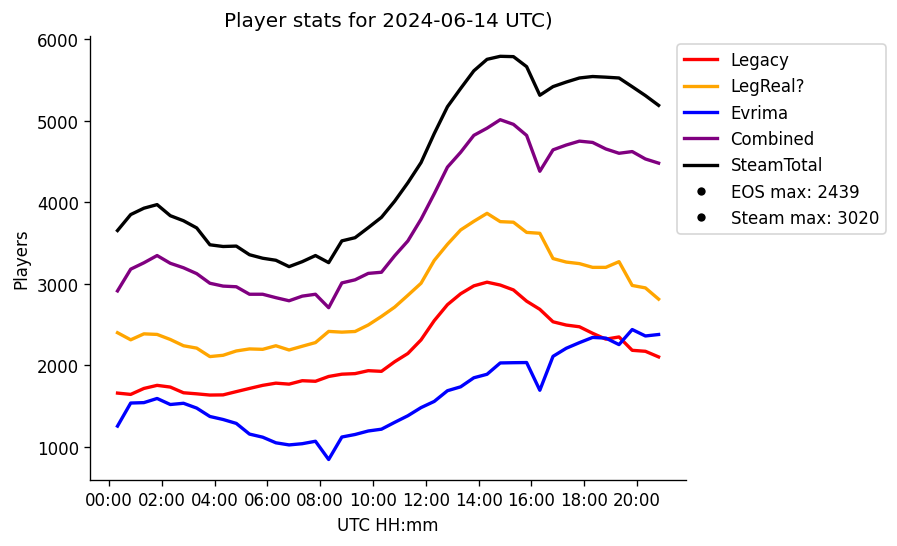 Player stats for 2024-06-14 UTC)
6000
5000
4000
3000
2000
1000
Players
00:00 02:00 04:00 06:00 08:00 10:00 12:00 14:00 16:00 18:00 20:00
UTC HH:mm
Legacy
LegReal?
Evrima
Combined
SteamTotal
EOS max: 2439
Steam max: 3020